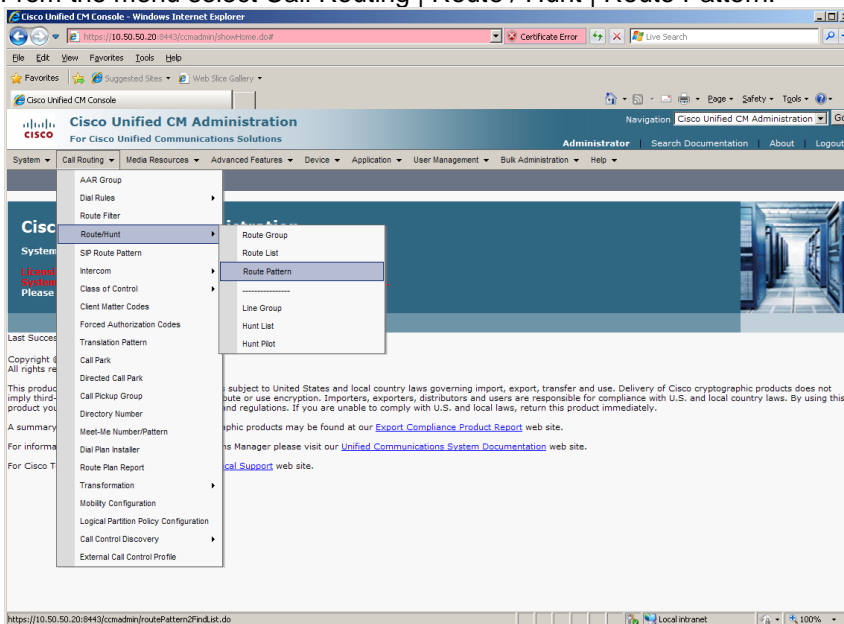 From the menu select Call Routing | Route / Hunt | Route Pattern.
Cisco Unified CM Console - Windows Internet Explorer
https://10.50.50.20:8443/ccmadmin/showHome.do#
Certificate Error
Live Search
File Edit View Favorites Tools Help
Favorites Suggested Sites Web Slice Gallery
Cisco Unified CM Console
Page Safety Tools
cisco
Cisco Unified CM Administration
For Cisco Unified Communications Solutions
Navigation Cisco Unified CM Administration Go
Administrator | Search Documentation | About | Logout
System Call Routing Media Resources Advanced Features Device Application User Management Bulk Administration Help
AAR Group
Dial Rules
Route Filter
Route/Hunt
SIP Route Pattern
Intercom
Class of Control
Client Matter Codes
Forced Authorization Codes
Translation Pattern
Call Park
Directed Call Park
Call Pickup Group
Directory Number
Meet-Me Number/Pattern
Dial Plan Installer
Route Plan Report
Transformation
Mobility Configuration
Logical Partition Policy Configuration
Call Control Discovery
External Call Control Profile
Route Group
Route List
Route Pattern
----------------
Line Group
Hunt List
Hunt Pilot
Cisc
System
Please
Last Succes
Copyright
All rights re
This produc s subject to United States and local country laws governing import, export, transfer and use. Delivery of Cisco cryptographic products does not
imply third- bute or use encryption. Importers, exporters, distributors and users are responsible for compliance with U.S. and local country laws. By using this
product you and regulations. If you are unable to comply with U.S. and local laws, return this product immediately.
A summary phic products may be found at our Export Compliance Product Report web site.
For informa ns Manager please visit our Unified Communications System Documentation web site.
For Cisco T cal Support web site.
https://10.50.50.20:8443/ccmadmin/routePattern2FindList.do
Local intranet
100%